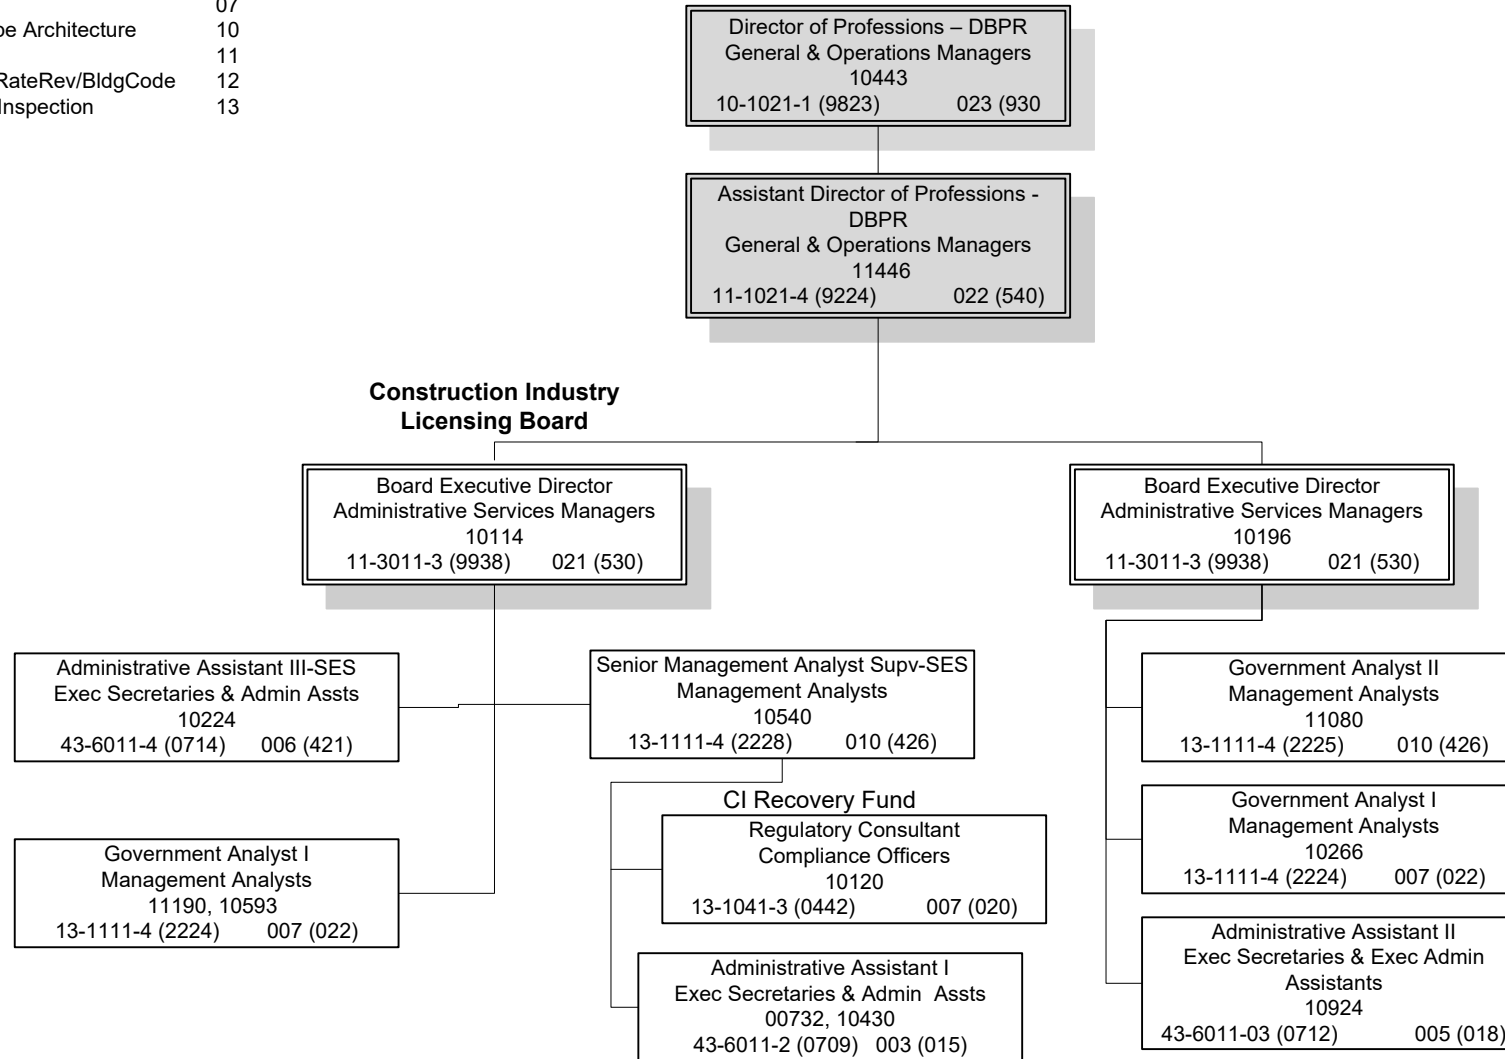 07
pe Architecture 10
11
RateRev/BldgCode 12
Inspection 13
Director of Professions – DBPR
General & Operations Managers
10443
10-1021-1 (9823) 023 (930
Assistant Director of Professions -
DBPR
General & Operations Managers
11446
11-1021-4 (9224) 022 (540)
Construction Industry
Licensing Board
Board Executive Director
Administrative Services Managers
10114
11-3011-3 (9938) 021 (530)
Board Executive Director
Administrative Services Managers
10196
11-3011-3 (9938) 021 (530)
Administrative Assistant III-SES
Exec Secretaries & Admin Assts
10224
43-6011-4 (0714) 006 (421)
Senior Management Analyst Supv-SES
Management Analysts
10540
13-1111-4 (2228) 010 (426)
Government Analyst II
Management Analysts
11080
13-1111-4 (2225) 010 (426)
Government Analyst I
Management Analysts
11190, 10593
13-1111-4 (2224) 007 (022)
CI Recovery Fund
Regulatory Consultant
Compliance Officers
10120
13-1041-3 (0442) 007 (020)
Government Analyst I
Management Analysts
10266
13-1111-4 (2224) 007 (022)
Administrative Assistant I
Exec Secretaries & Admin Assts
00732, 10430
43-6011-2 (0709) 003 (015)
Administrative Assistant II
Exec Secretaries & Exec Admin
Assistants
10924
43-6011-03 (0712) 005 (018)